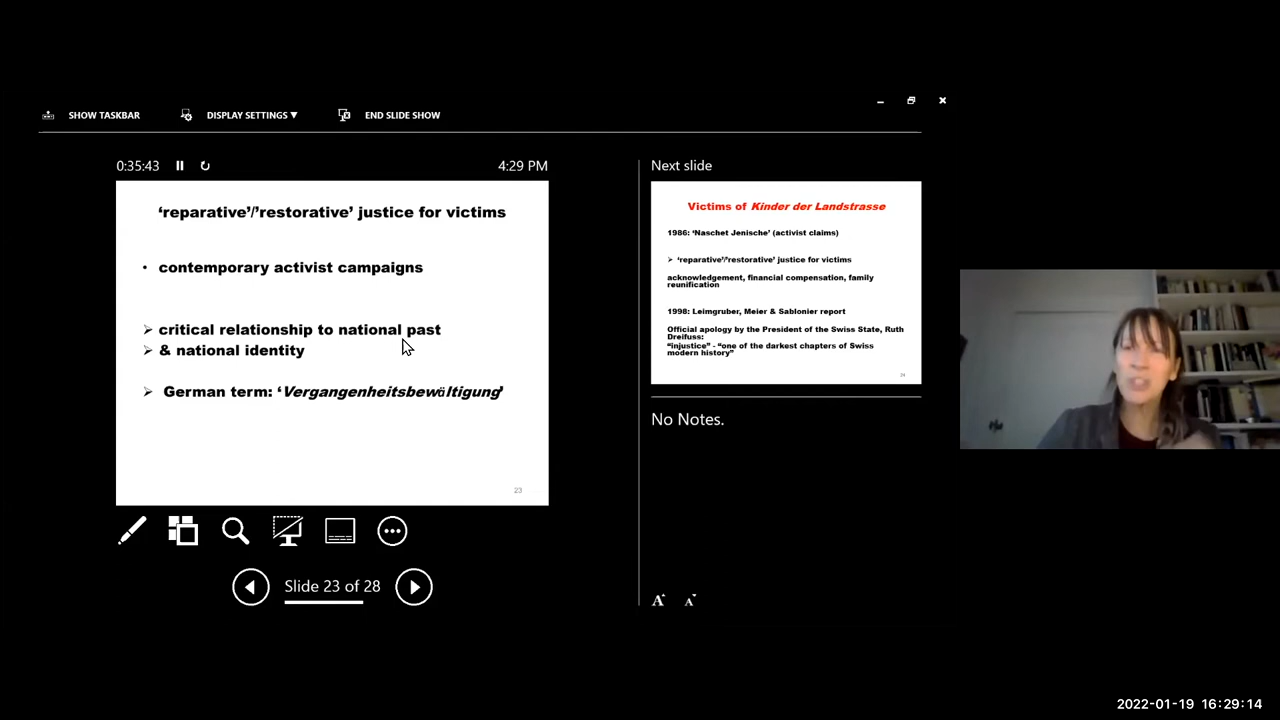 SHOW TASKBAR
DISPLAY SETTINGS ▼
END SLIDE SHOW
0:35:43
4:29 PM
‘reparative’/’restorative’ justice for victims
• contemporary activist campaigns
➢ critical relationship to national past
➢ & national identity
➢ German term: ‘Vergangenheitsbewältigung’
23
Slide 23 of 28
Next slide
Victims of Kinder der Landstrasse
1986: ‘Naschet Jenische’ (activist claims)
➢ ‘reparative’/’restorative’ justice for victims
acknowledgement, financial compensation, family
reunification
1998: Leimgruber, Meier & Sablonier report
Official apology by the President of the Swiss State, Ruth
Dreifuss:
“injustice” - “one of the darkest chapters of Swiss
modern history”
24
No Notes.
A A
2022-01-19 16:29:14